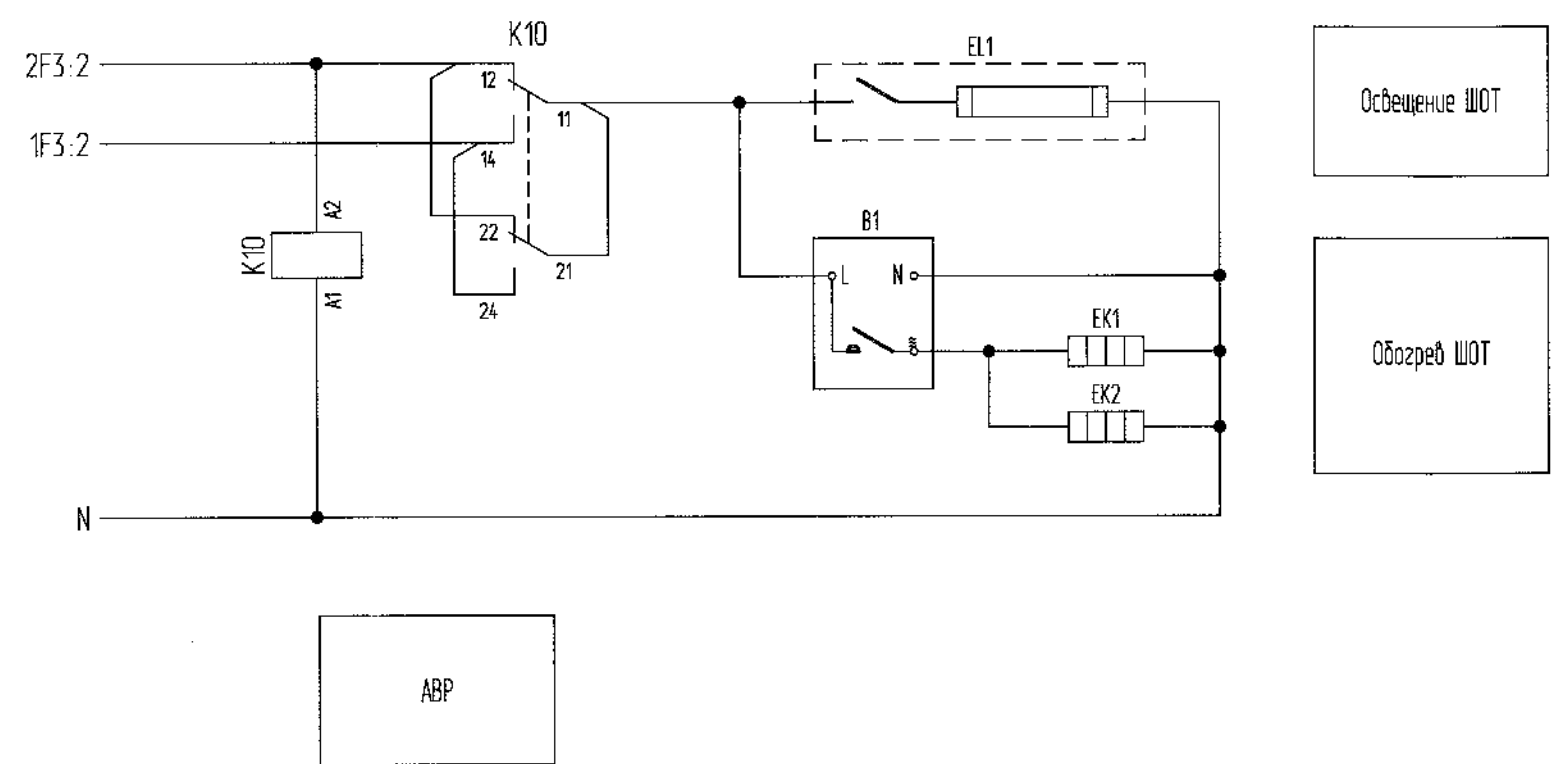 K10
EL1
2F3:2
12
11
Освещение ШОТ
1F3:2
14
A2
B1
22
K10
21
L
N
A1
24
EK1
Обогрев ШОТ
EK2
N
АВР